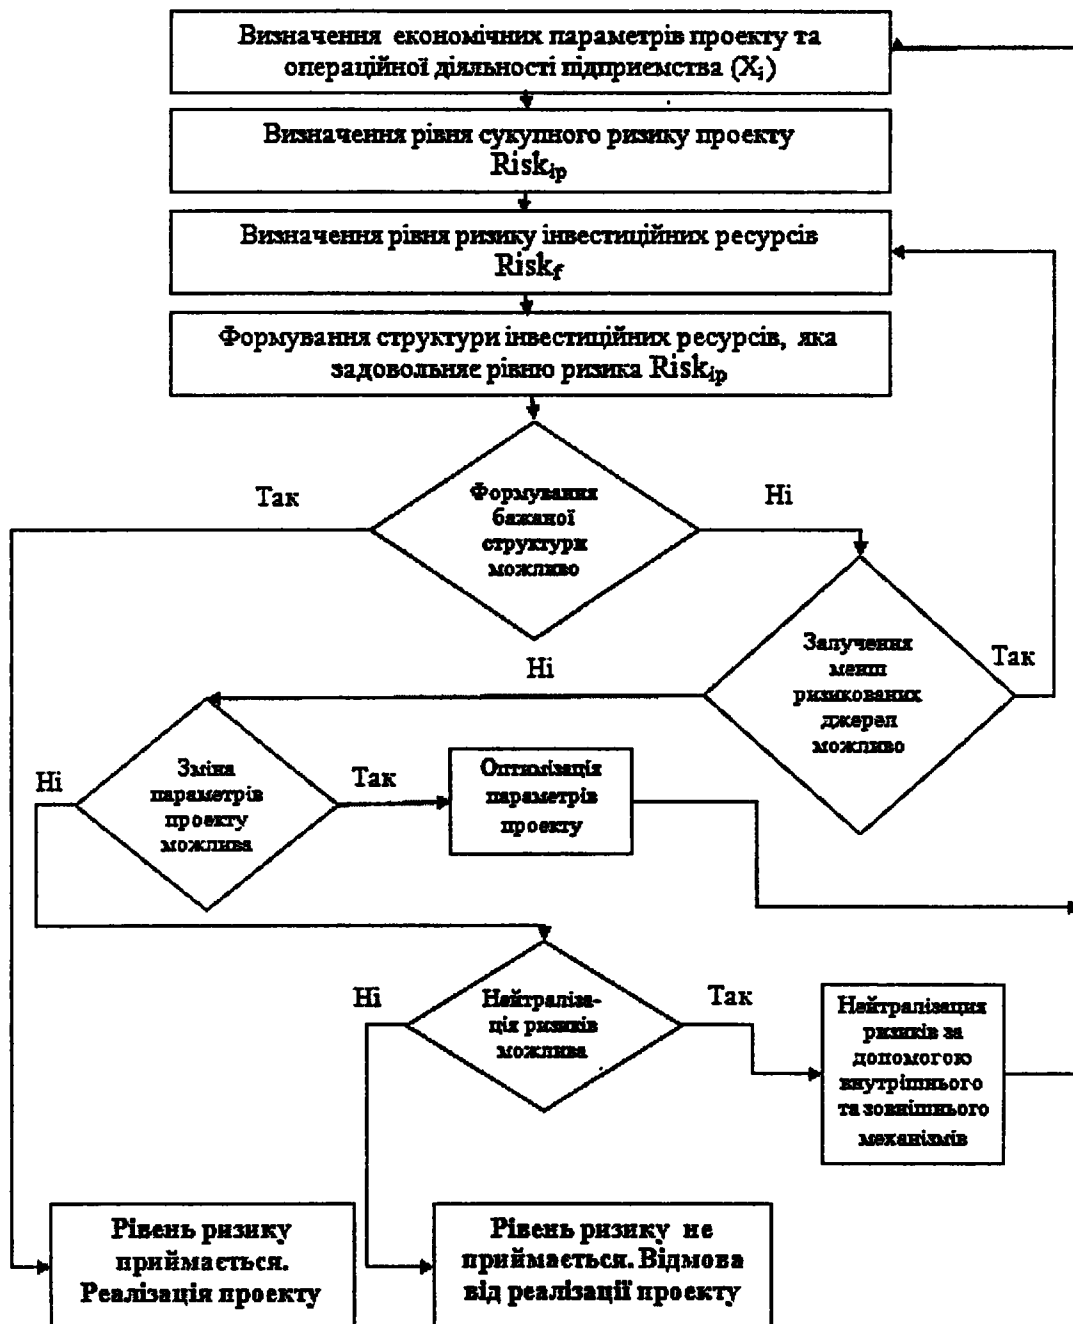 Визначення економічних параметрів проекту та
операційної діяльності підприємства (Xi)
Визначення рівня сукупного ризику проекту
Riskip
Визначення рівня ризику інвестиційних ресурсів
Riskf
Формування структури інвестиційних ресурсів, яка
задовольняє рівню ризика Riskip
Так
Формування
бажаної
структури
можливо
Ні
Залучення
менш
ризикованих
джерел
можливо
Так
Ні
Ні
Зміна
параметрів
проекту
можлива
Так
Оптимізація
параметрів
проекту
Ні
Нейтраліза-
ція ризиків
можлива
Так
Нейтралізация
ризиків за
допомогою
внутрішнього
та зовнішнього
механізмів
Рівень ризику
приймається.
Реалізація проекту
Рівень ризику не
приймається. Відмова
від реалізації проекту